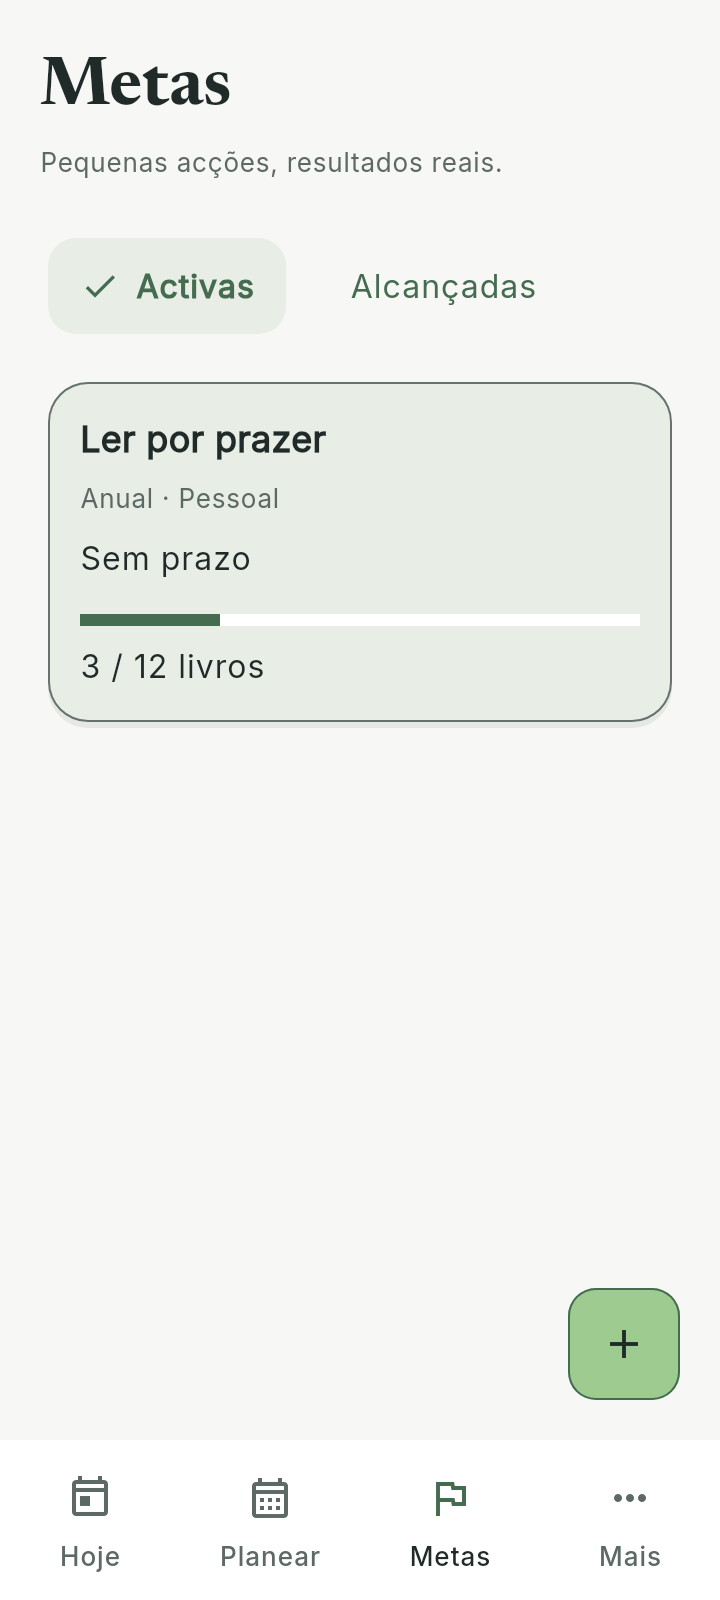 Metas
Pequenas acções, resultados reais.
Activas
Alcançadas
Ler por prazer
Anual · Pessoal
Sem prazo
3 / 12 livros
Hoje
Planear
Metas
Mais